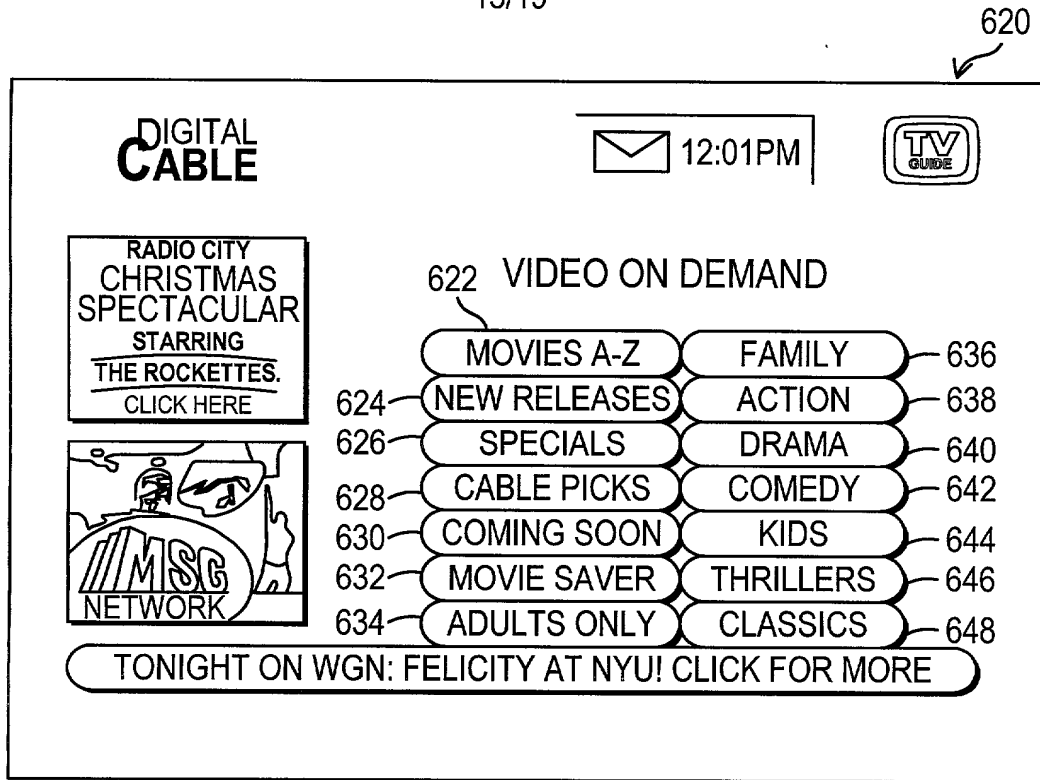 620
DIGITAL
CABLE
12:01PM
TV
GUIDE
RADIO CITY
CHRISTMAS
SPECTACULAR
STARRING
THE ROCKETTES.
CLICK HERE
MSG
NETWORK
622 VIDEO ON DEMAND
MOVIES A-Z FAMILY 636
624 NEW RELEASES ACTION 638
626 SPECIALS DRAMA 640
628 CABLE PICKS COMEDY 642
630 COMING SOON KIDS 644
632 MOVIE SAVER THRILLERS 646
634 ADULTS ONLY CLASSICS 648
TONIGHT ON WGN: FELICITY AT NYU! CLICK FOR MORE